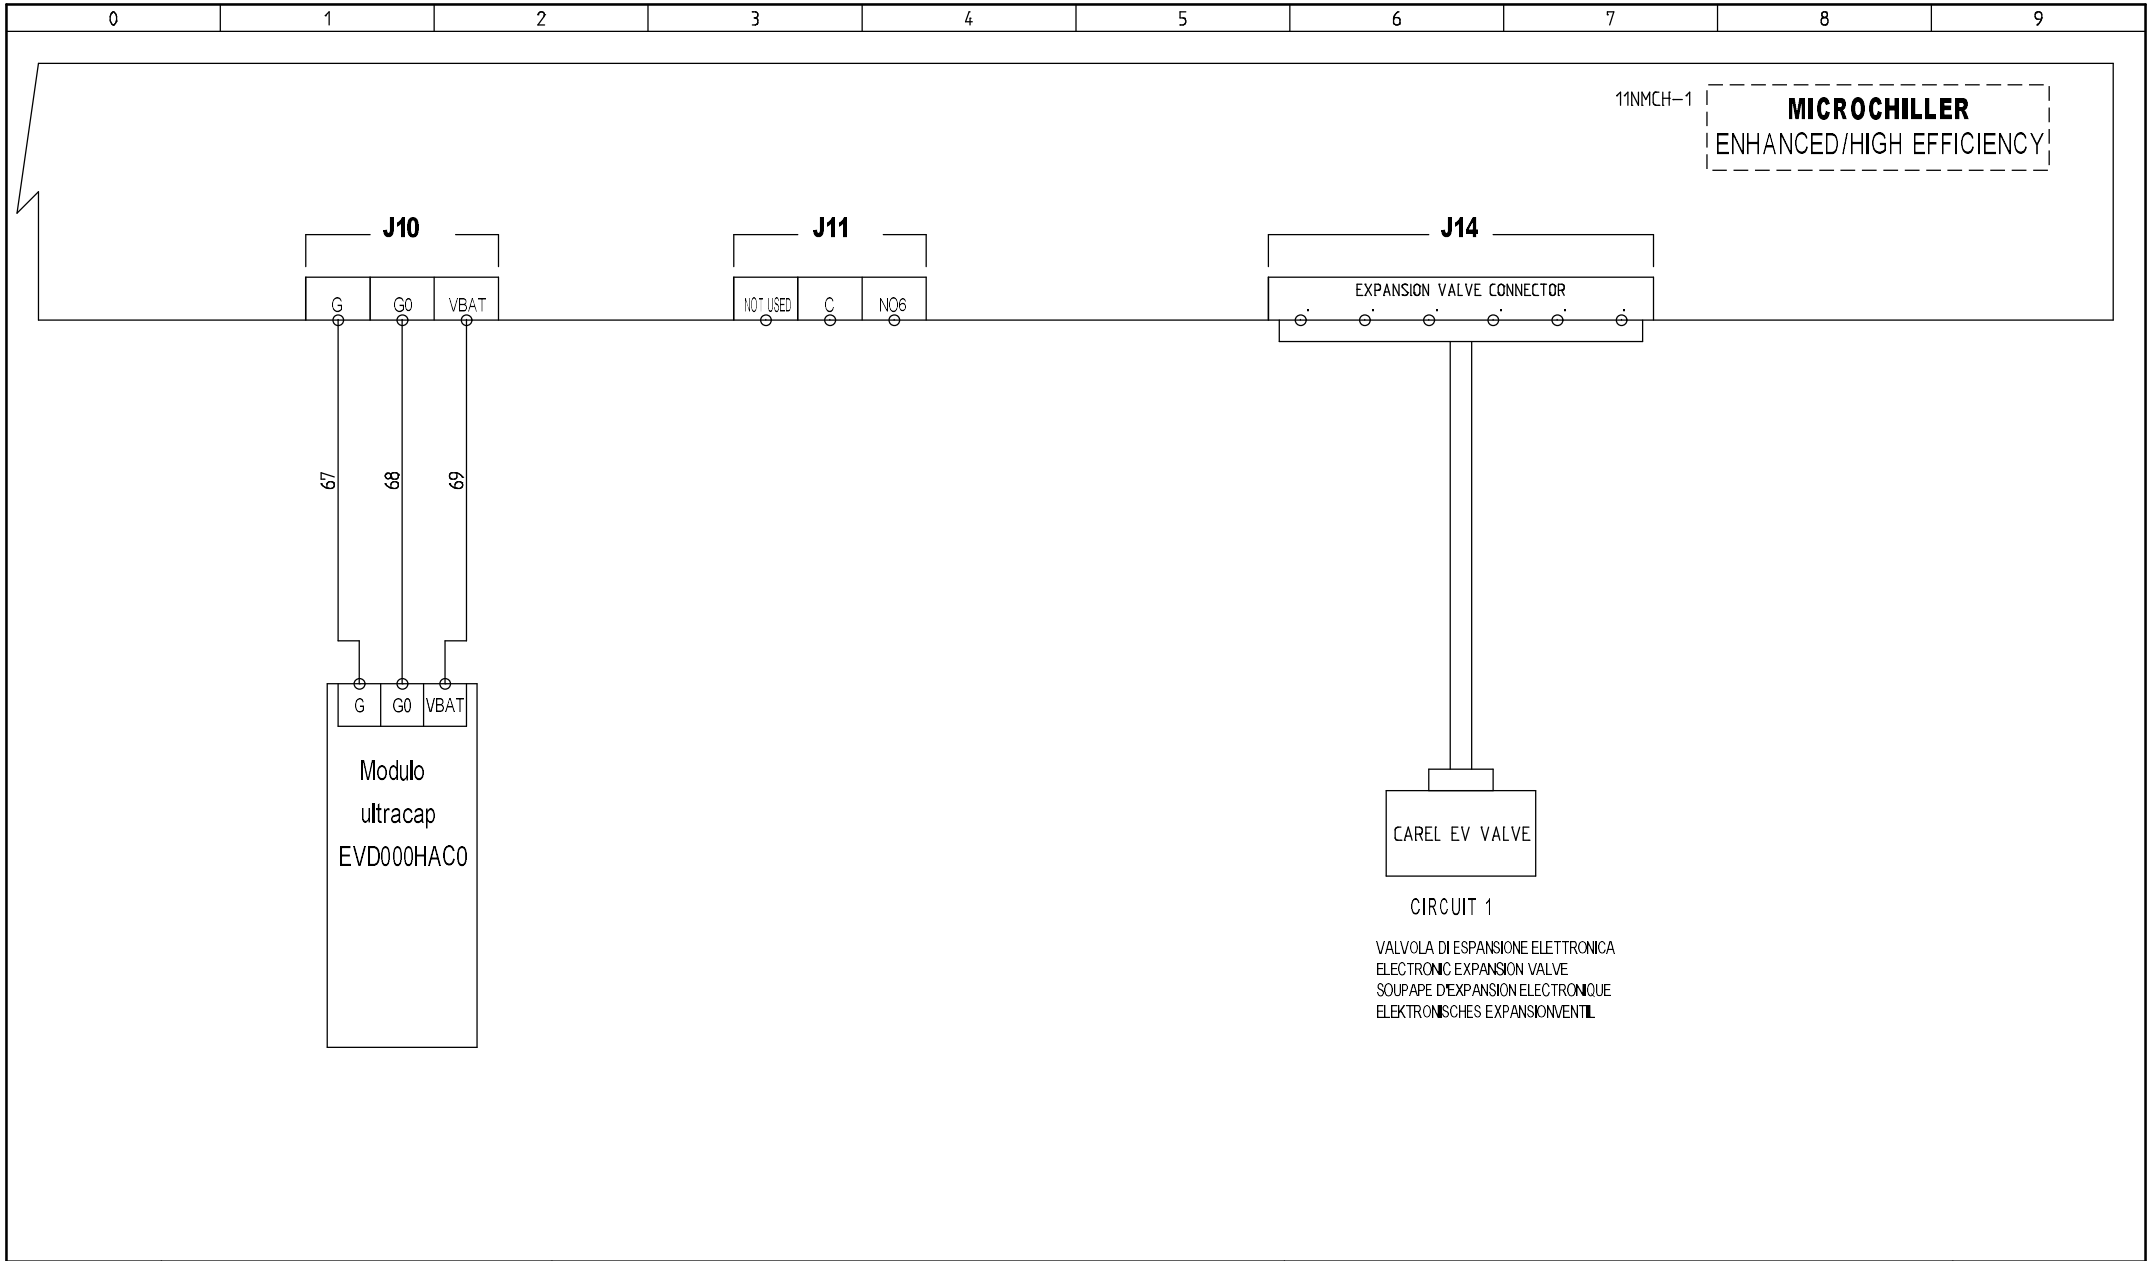 0 1 2 3 4 5 6 7 8 9
11NMCH-1
MICROCHILLER
ENHANCED/HIGH EFFICIENCY
J10 J11 J14
G G0 VBAT NOT USED C NO6 EXPANSION VALVE CONNECTOR
67 68 69
G G0 VBAT
Modulo
ultracap
EVD000HAC0
CAREL EV VALVE
CIRCUIT 1
VALVOLA DI ESPANSIONE ELETTRONICA
ELECTRONIC EXPANSION VALVE
SOUPAPE D'EXPANSION ELECTRONIQUE
ELEKTRONISCHES EXPANSIONVENTIL